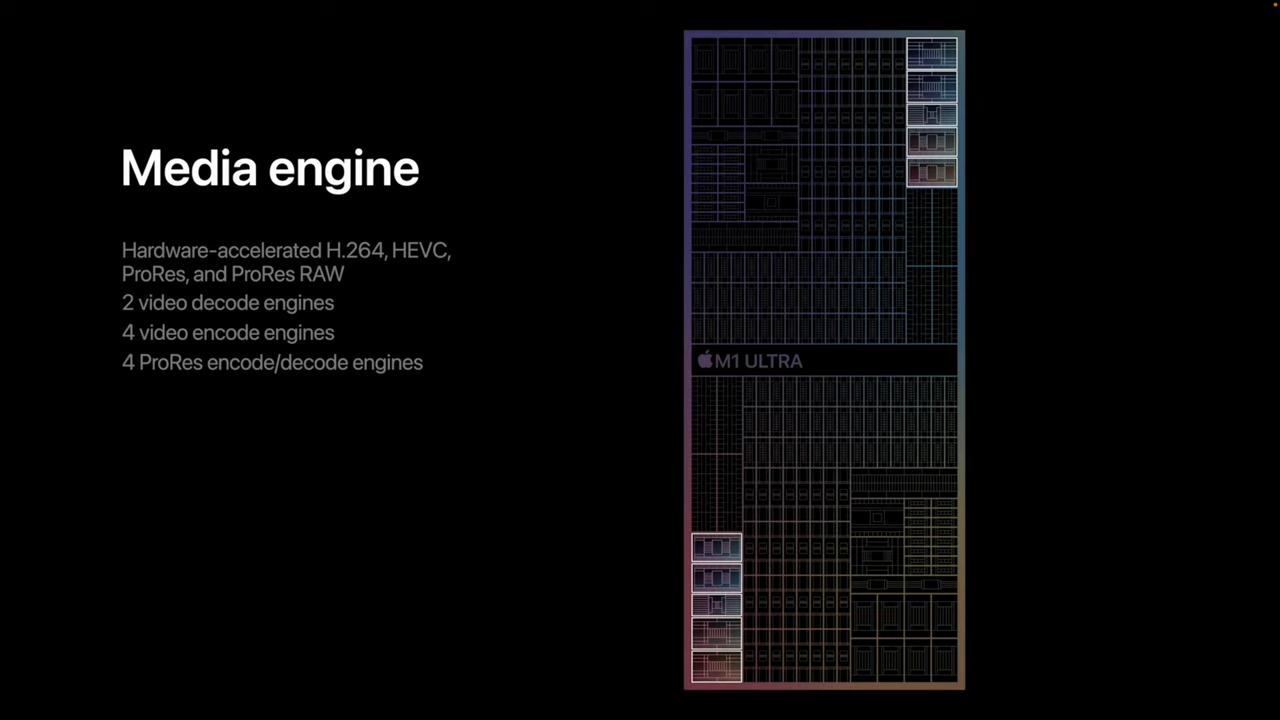 Media engine
Hardware-accelerated H.264, HEVC,
ProRes, and ProRes RAW
2 video decode engines
4 video encode engines
4 ProRes encode/decode engines
M1 ULTRA